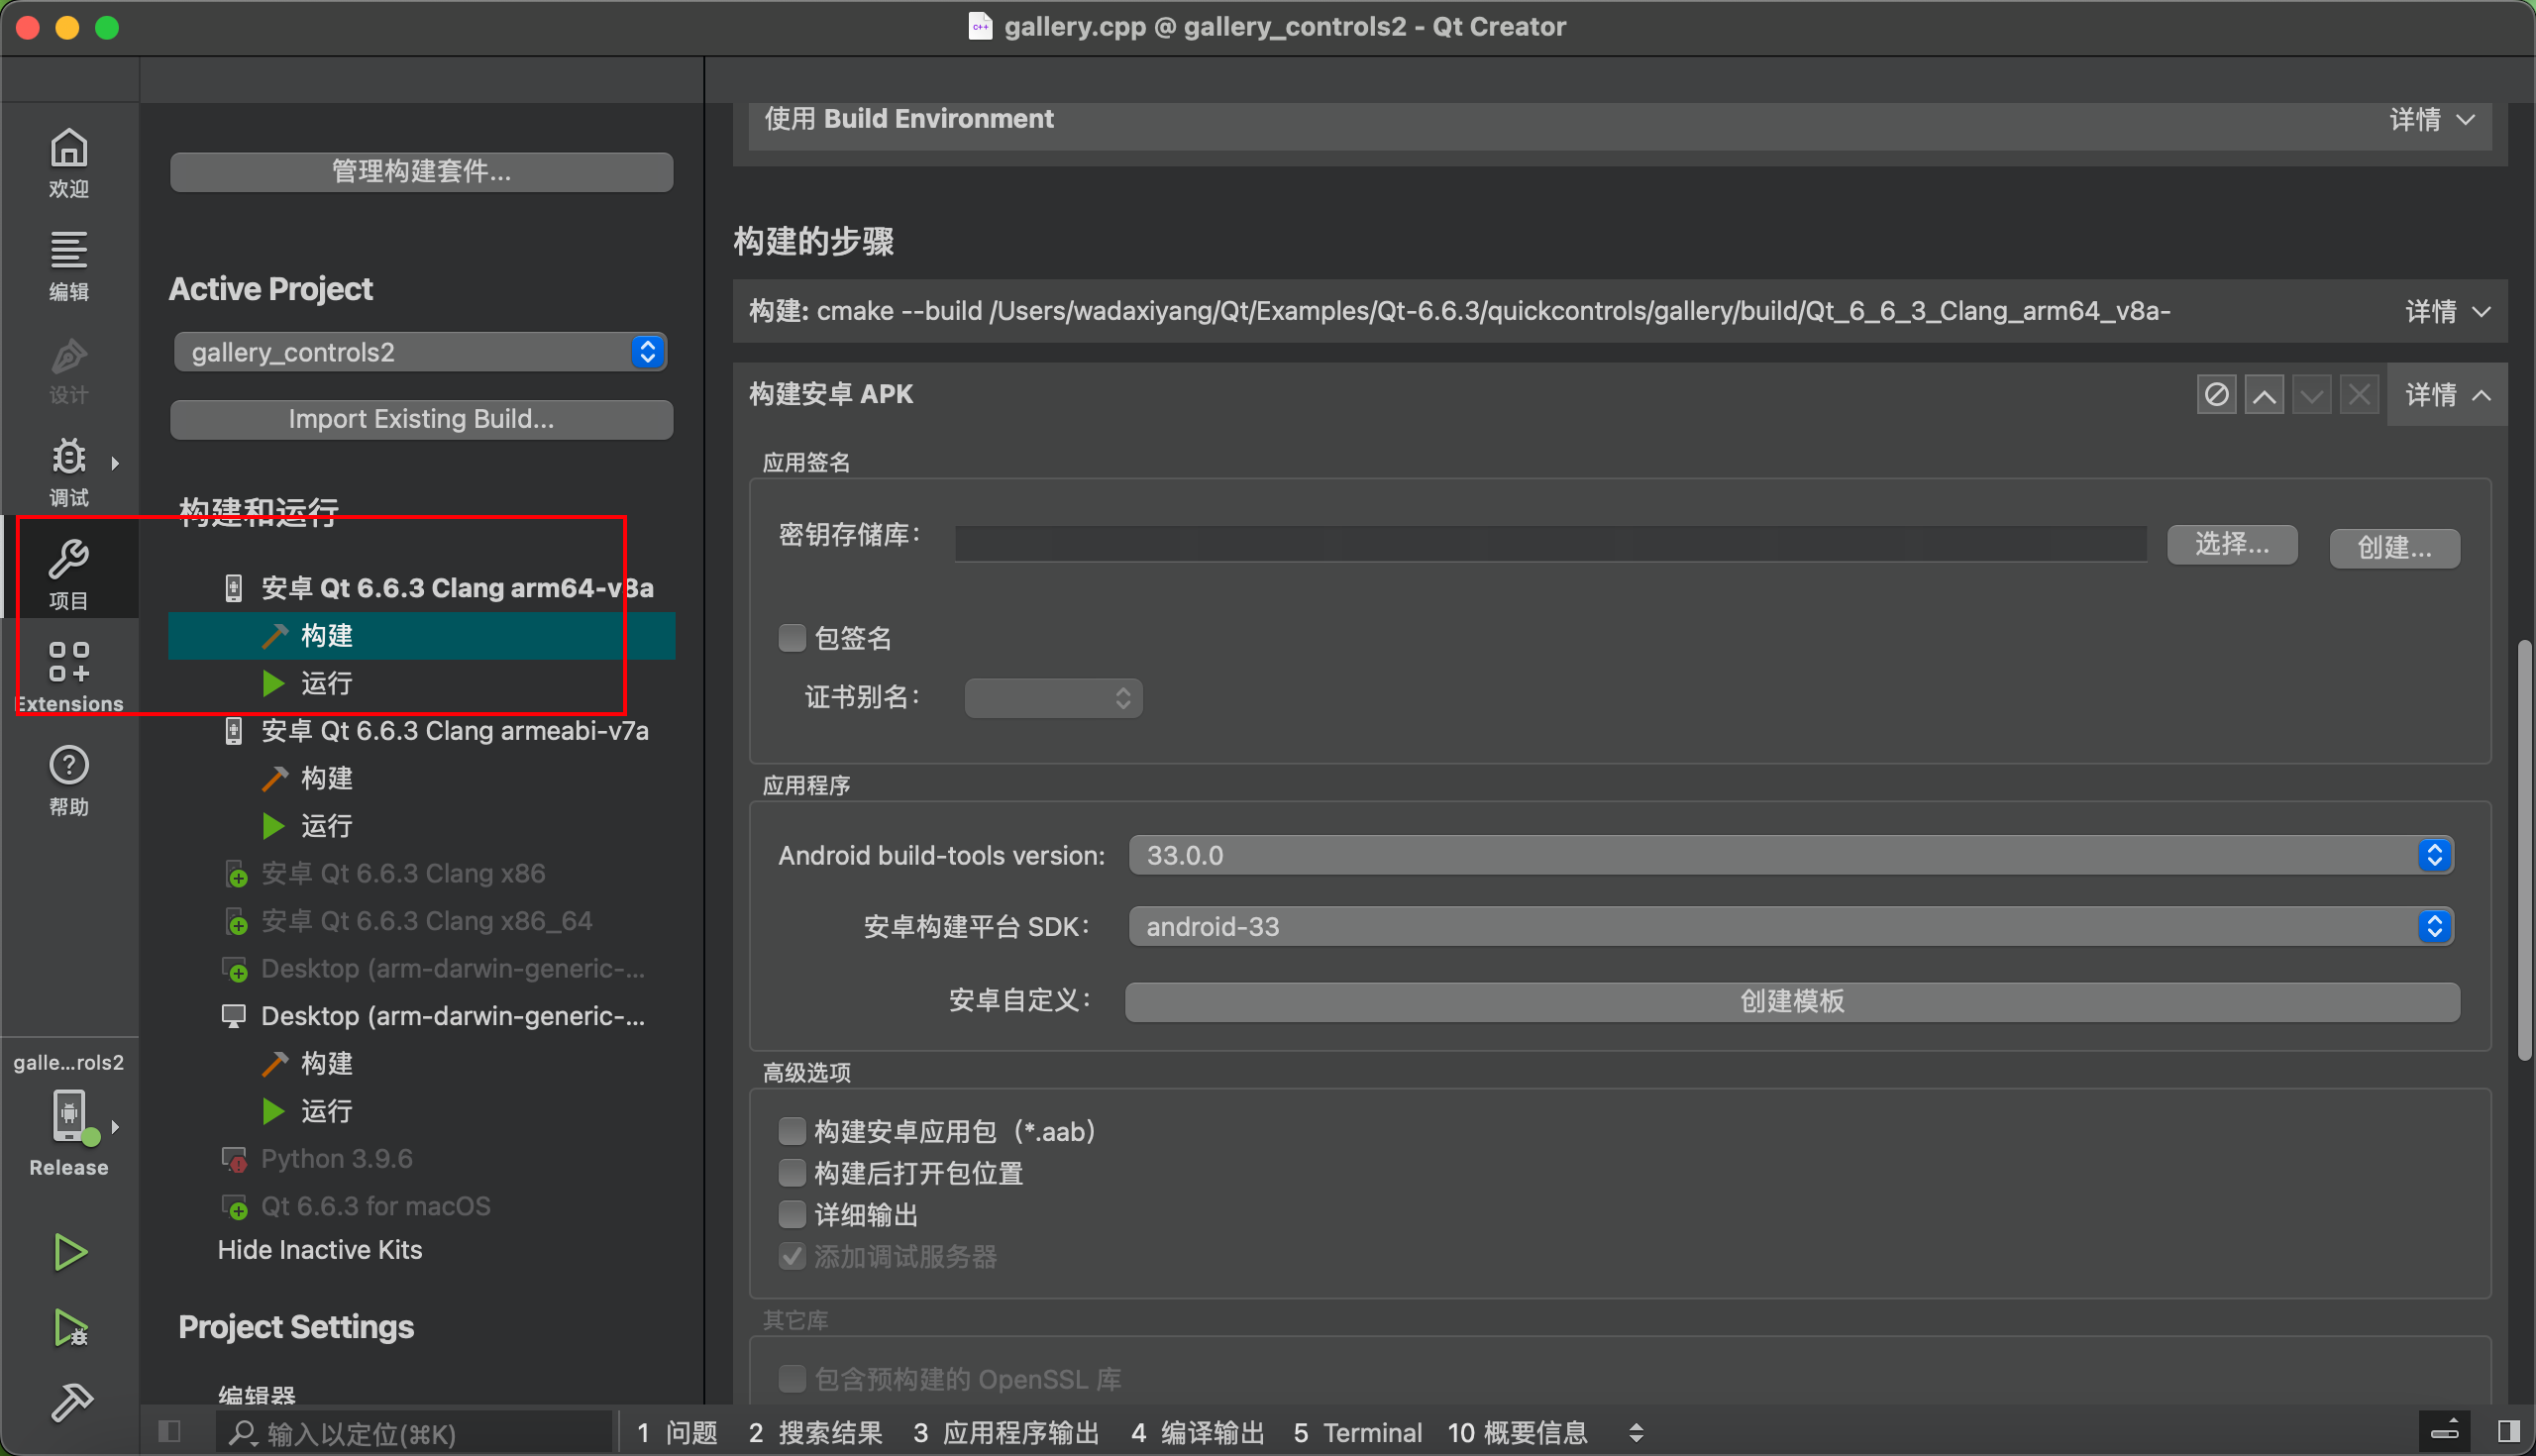 gallery.cpp @ gallery_controls2 - Qt Creator
欢迎
编辑
设计
调试
项目
Extensions
帮助
galle...rols2
Release
管理构建套件...
Active Project
gallery_controls2
Import Existing Build...
构建和运行
安卓 Qt 6.6.3 Clang arm64-v8a
构建
运行
安卓 Qt 6.6.3 Clang armeabi-v7a
构建
运行
安卓 Qt 6.6.3 Clang x86
安卓 Qt 6.6.3 Clang x86_64
Desktop (arm-darwin-generic-...
Desktop (arm-darwin-generic-...
构建
运行
Python 3.9.6
Qt 6.6.3 for macOS
Hide Inactive Kits
Project Settings
编辑器
使用 Build Environment 详情
构建的步骤
构建: cmake --build /Users/wadaxiyang/Qt/Examples/Qt-6.6.3/quickcontrols/gallery/build/Qt_6_6_3_Clang_arm64_v8a- 详情
构建安卓 APK 详情
应用签名
密钥存储库： 选择... 创建...
包签名
证书别名：
应用程序
Android build-tools version: 33.0.0
安卓构建平台 SDK： android-33
安卓自定义： 创建模板
高级选项
构建安卓应用包（*.aab）
构建后打开包位置
详细输出
添加调试服务器
其它库
包含预构建的 OpenSSL 库
输入以定位(⌘K) 1 问题 2 搜索结果 3 应用程序输出 4 编译输出 5 Terminal 10 概要信息